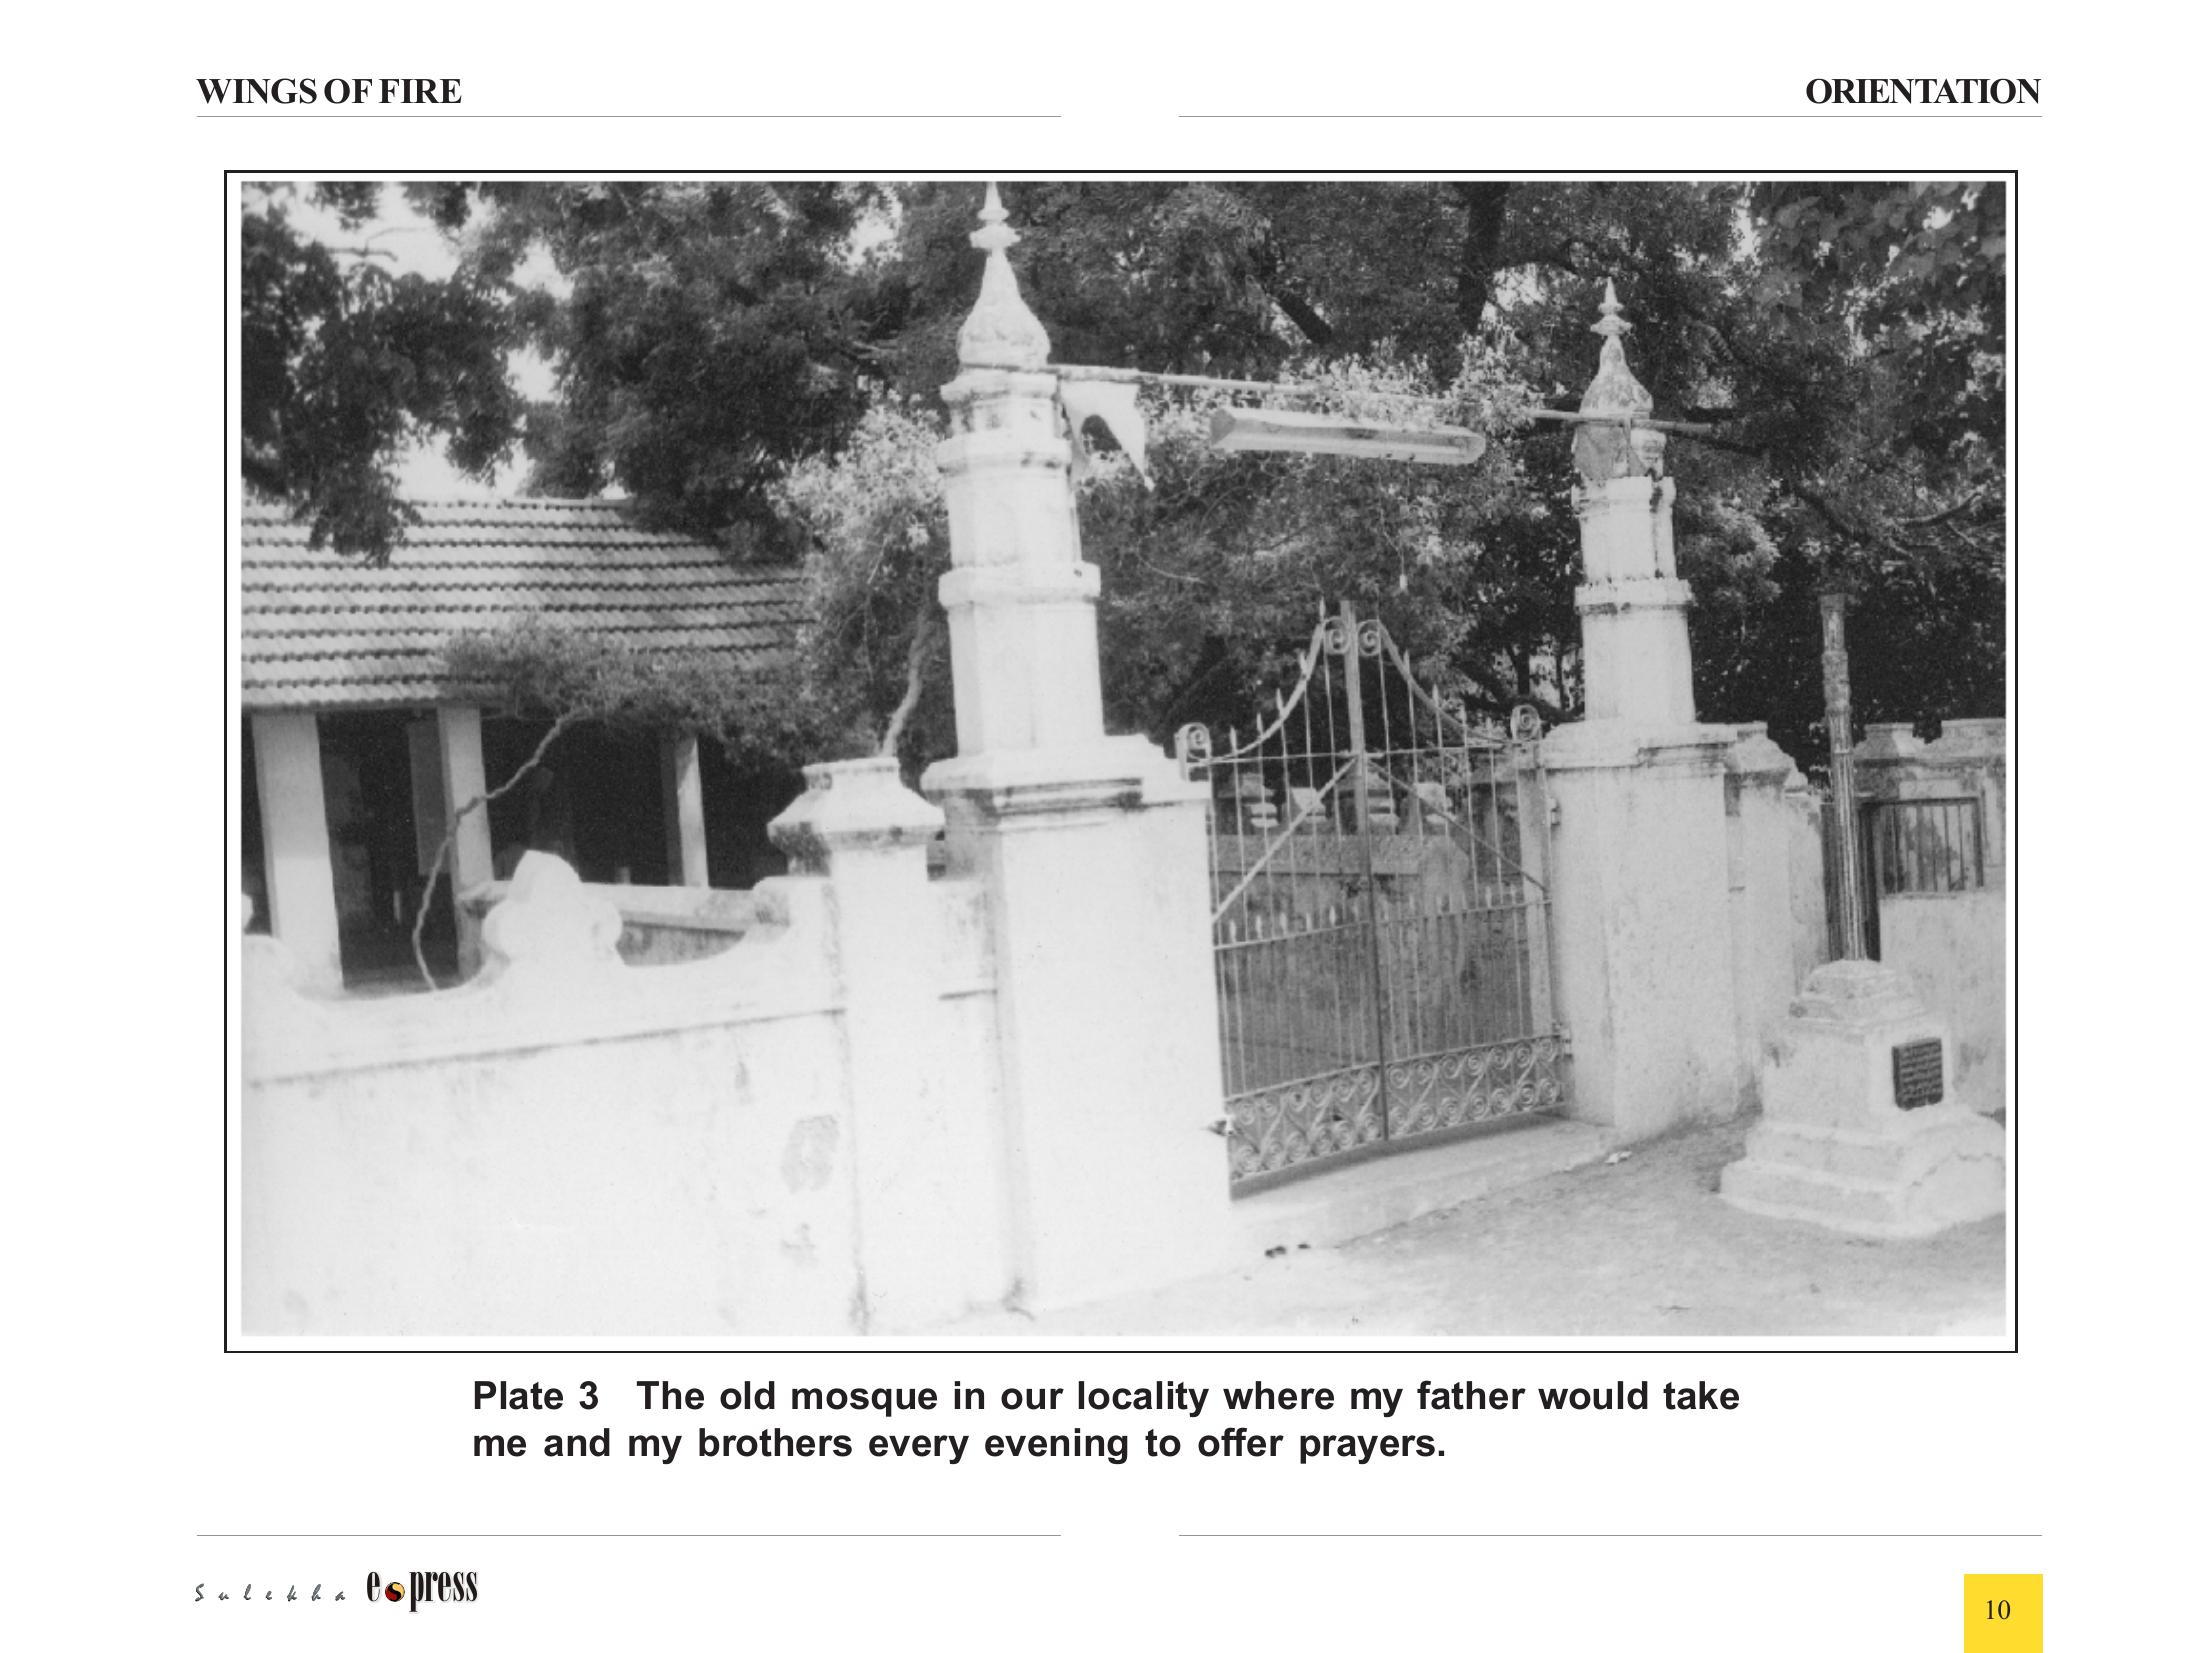 WINGS OF FIRE
ORIENTATION
Plate 3 The old mosque in our locality where my father would take
me and my brothers every evening to offer prayers.
Sulekha e press
10